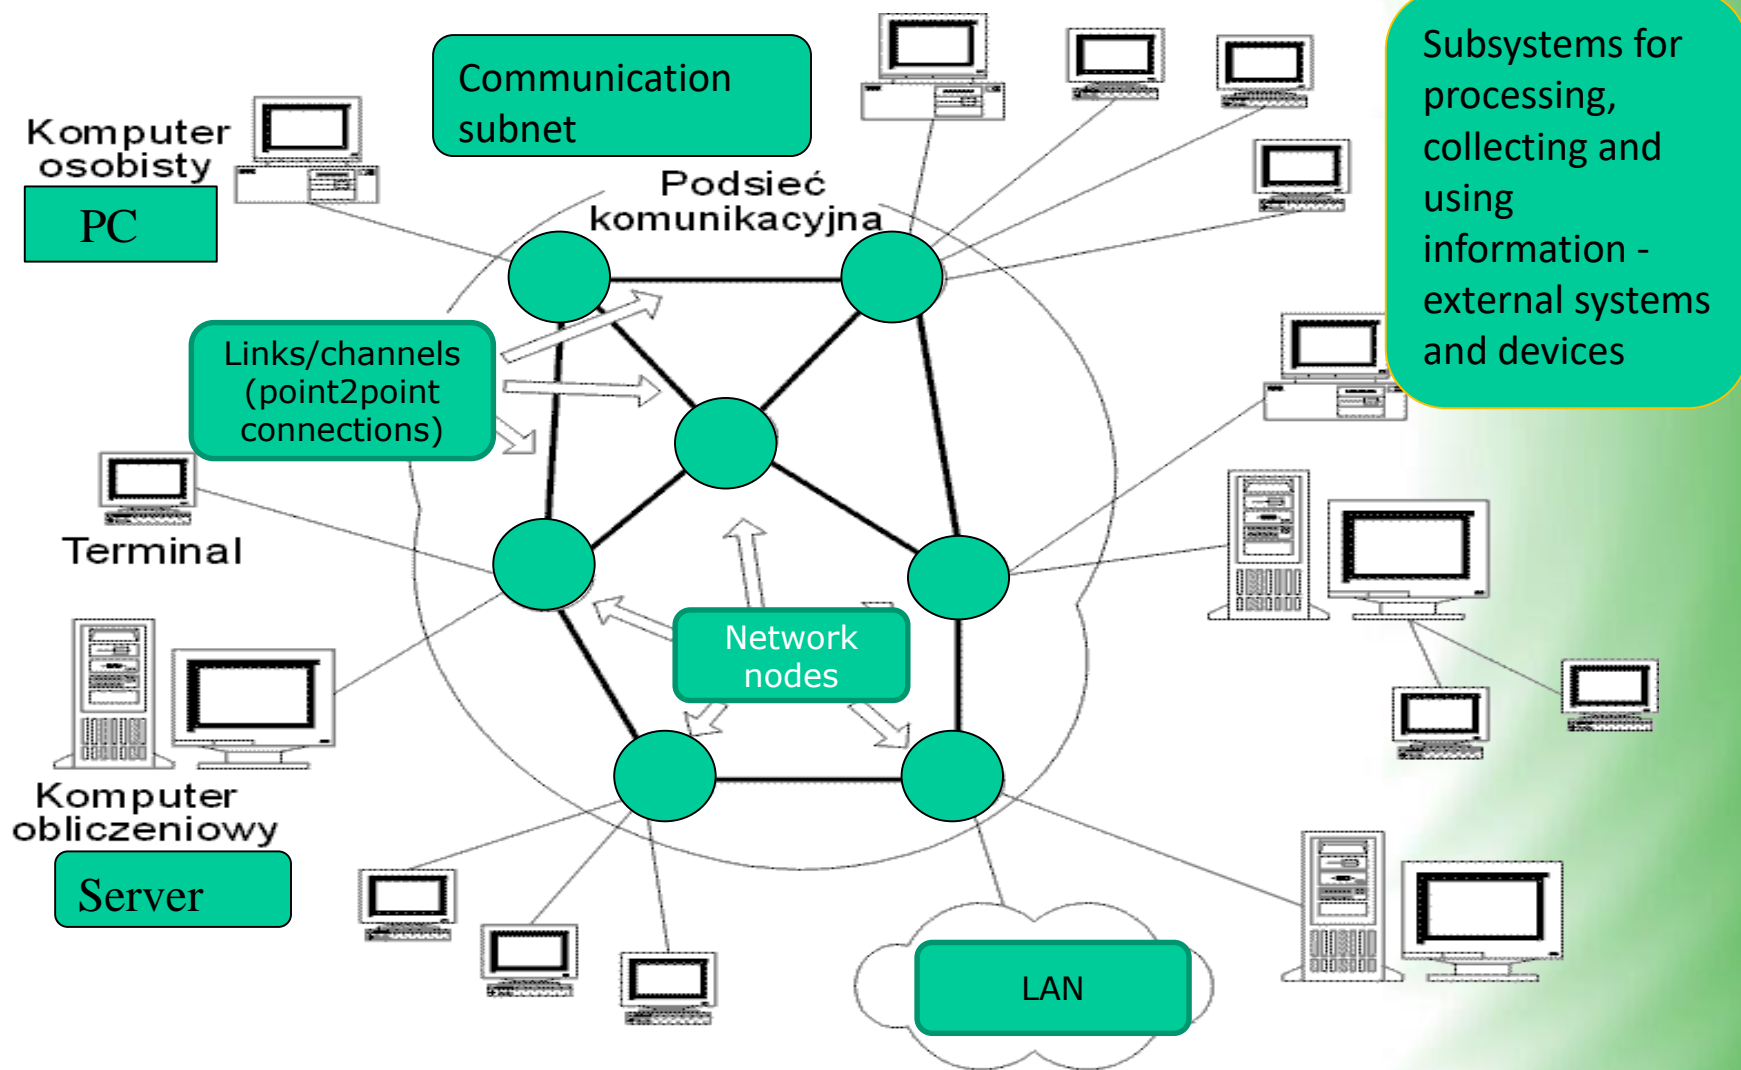 Communication
subnet
Subsystems for
processing,
collecting and
using
information -
external systems
and devices
Komputer
osobisty
PC
Podsieć
komunikacyjna
Links/channels
(point2point
connections)
Terminal
Network
nodes
Komputer
obliczeniowy
Server
LAN